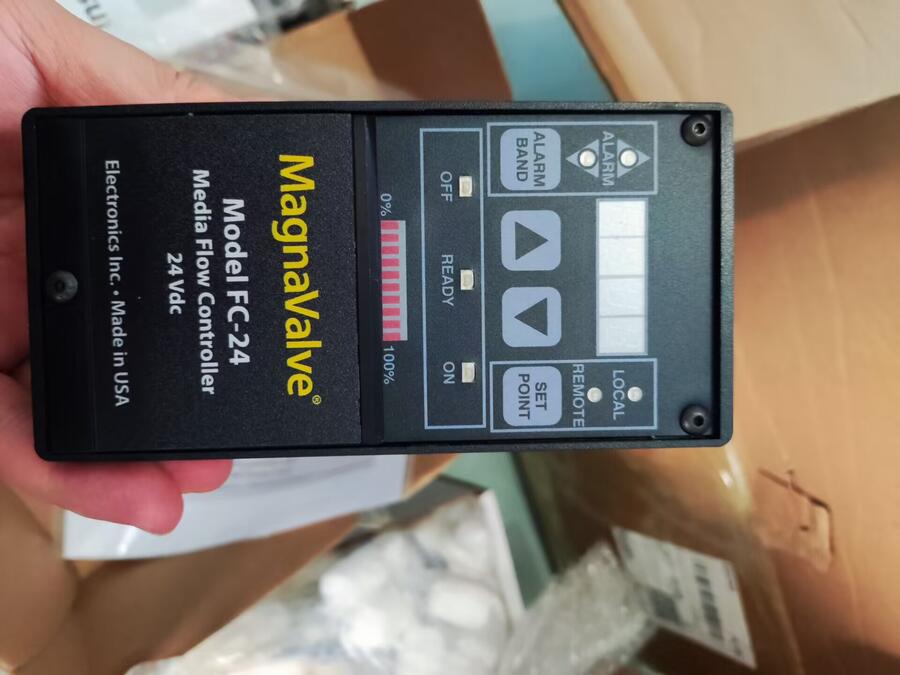 ALARM
LOCAL
REMOTE
ALARM
BAND
SET
POINT
OFF
READY
ON
0%
100%
MagnaValve®
Model FC-24
Media Flow Controller
24 Vdc
Electronics Inc. • Made in USA